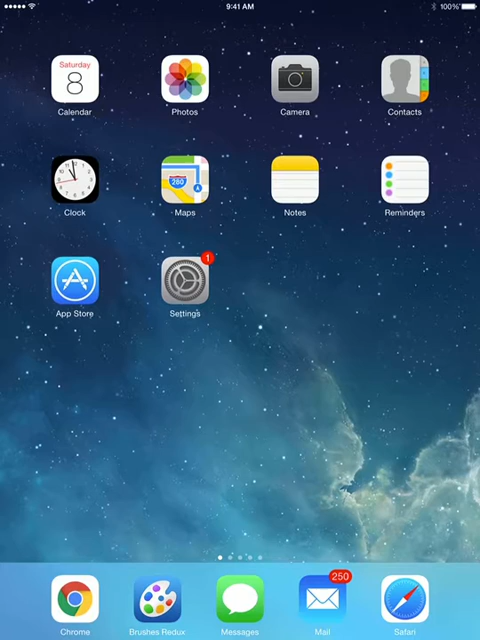 9:41 AM 100%
Saturday
8
Calendar Photos Camera Contacts
280
Clock Maps Notes Reminders
1
App Store Settings
250
Chrome Brushes Redux Messages Mail Safari